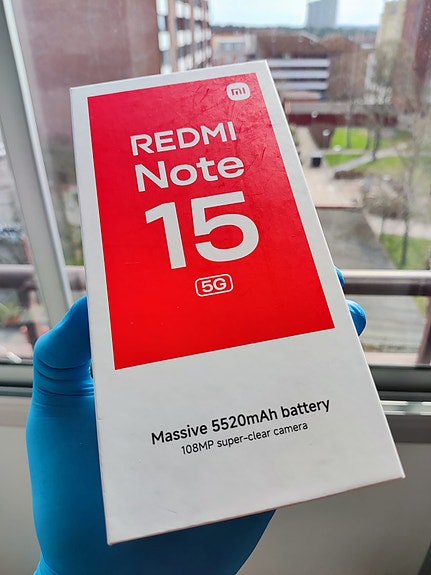 mi
REDMI
Note
15
5G
Massive 5520mAh battery
108MP super-clear camera